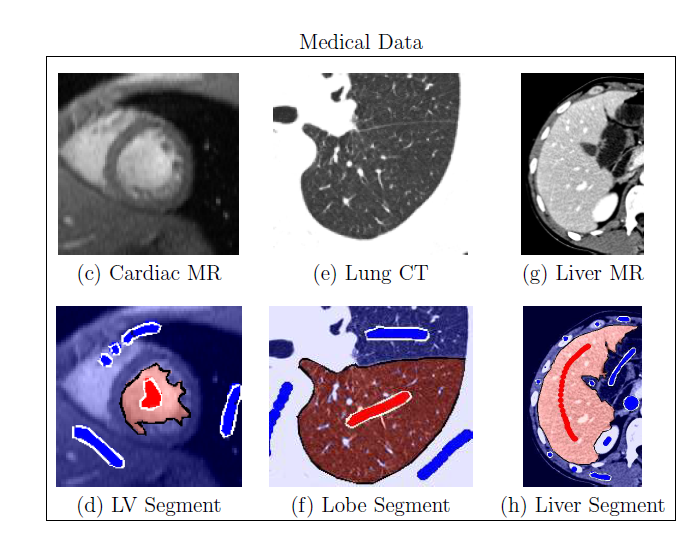 Medical Data
(c) Cardiac MR
(e) Lung CT
(g) Liver MR
(d) LV Segment
(f) Lobe Segment
(h) Liver Segment